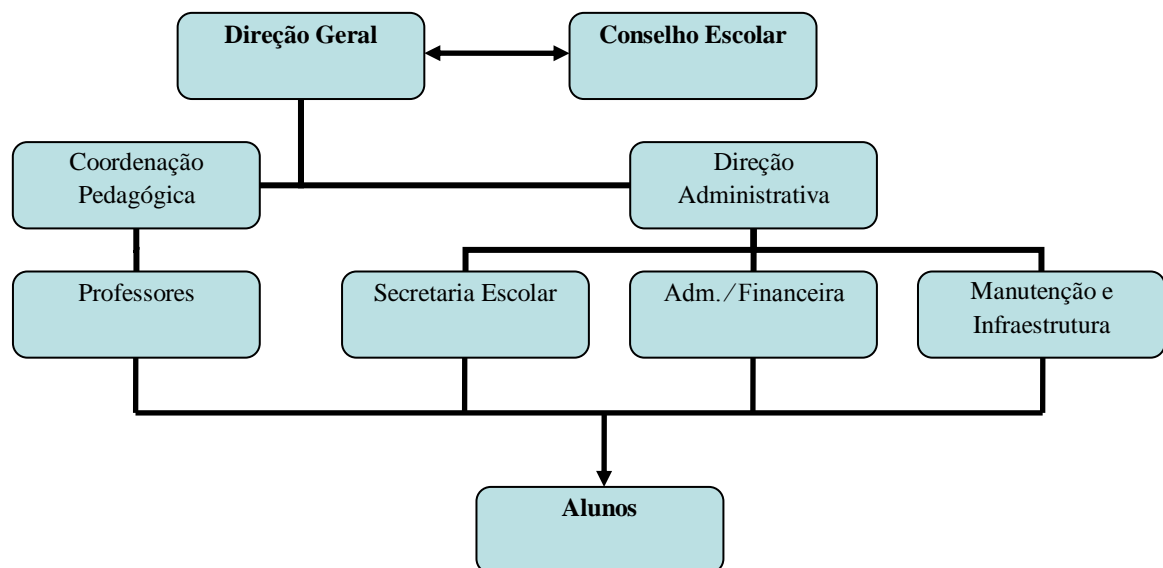 Direção Geral
Conselho Escolar
Coordenação
Pedagógica
Direção
Administrativa
Professores
Secretaria Escolar
Adm./Financeira
Manutenção e
Infraestrutura
Alunos